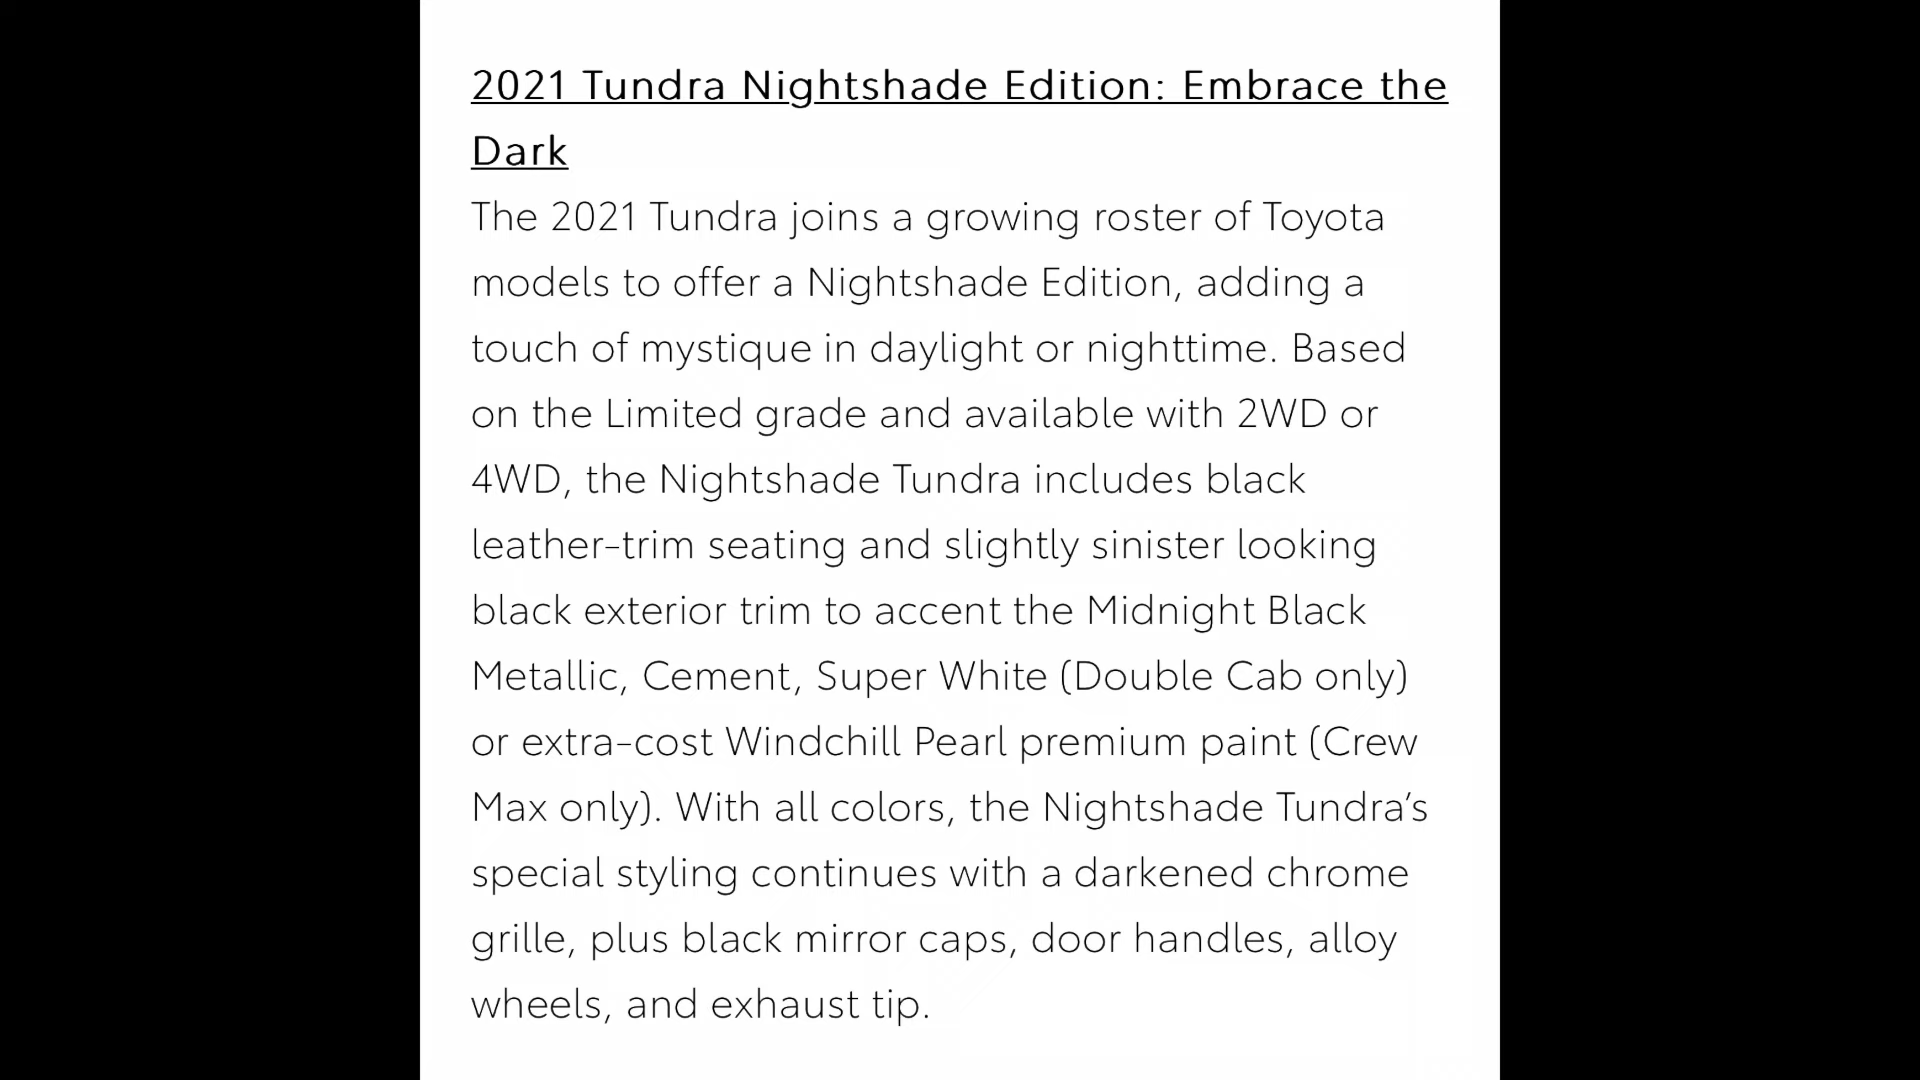 2021 Tundra Nightshade Edition: Embrace the
Dark
The 2021 Tundra joins a growing roster of Toyota
models to offer a Nightshade Edition, adding a
touch of mystique in daylight or nighttime. Based
on the Limited grade and available with 2WD or
4WD, the Nightshade Tundra includes black
leather-trim seating and slightly sinister looking
black exterior trim to accent the Midnight Black
Metallic, Cement, Super White (Double Cab only)
or extra-cost Windchill Pearl premium paint (Crew
Max only). With all colors, the Nightshade Tundra’s
special styling continues with a darkened chrome
grille, plus black mirror caps, door handles, alloy
wheels, and exhaust tip.